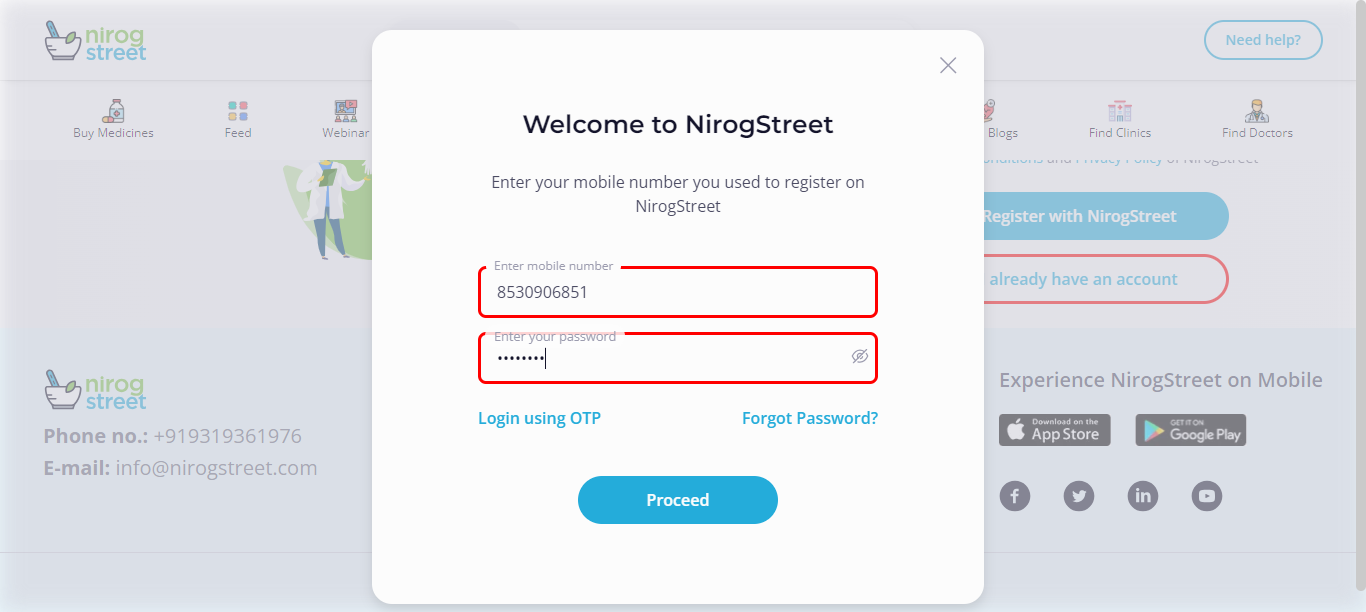 nirog
street
Need help?
Buy Medicines
Feed
Webinar
Blogs
Find Clinics
Find Doctors
Welcome to NirogStreet
Enter your mobile number you used to register on
NirogStreet
Enter mobile number
8530906851
Enter your password
••••••••
Login using OTP
Forgot Password?
Proceed
and Privacy Policy of NirogStreet
Register with NirogStreet
already have an account
nirog
street
Phone no.: +919319361976
E-mail: info@nirogstreet.com
Experience NirogStreet on Mobile
Download on the
App Store
GET IT ON
Google Play